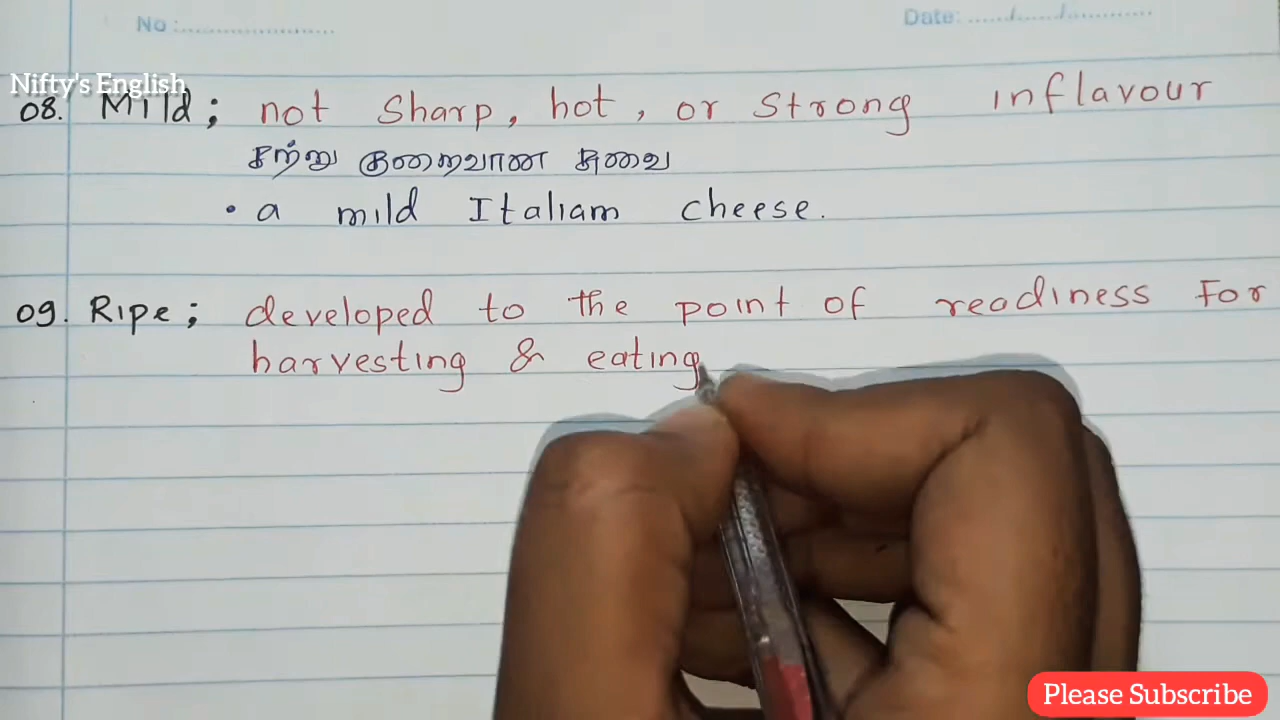 No :........................
Date: ....../....../............
Nifty's English
08. Mild; not Sharp, hot, or Strong inflavour
சற்று குறைவான சுவை
• a mild Italiam cheese.
09. Ripe; developed to the point of readiness For
harvesting & eating
Please Subscribe